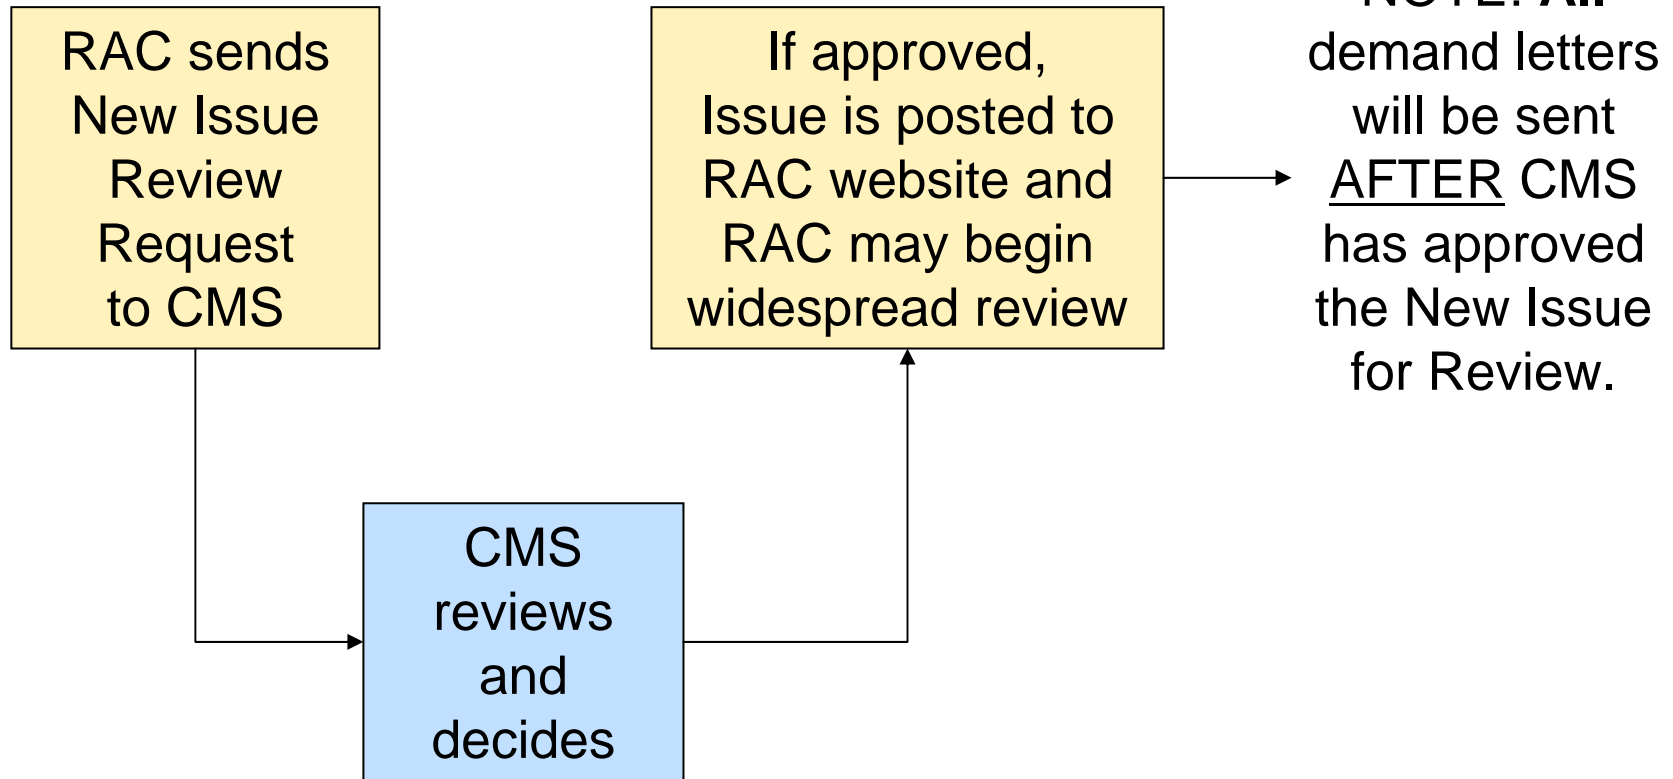 RAC sends
New Issue
Review
Request
to CMS
If approved,
Issue is posted to
RAC website and
RAC may begin
widespread review
NOTE: All
demand letters
will be sent
AFTER CMS
has approved
the New Issue
for Review.
CMS
reviews
and
decides